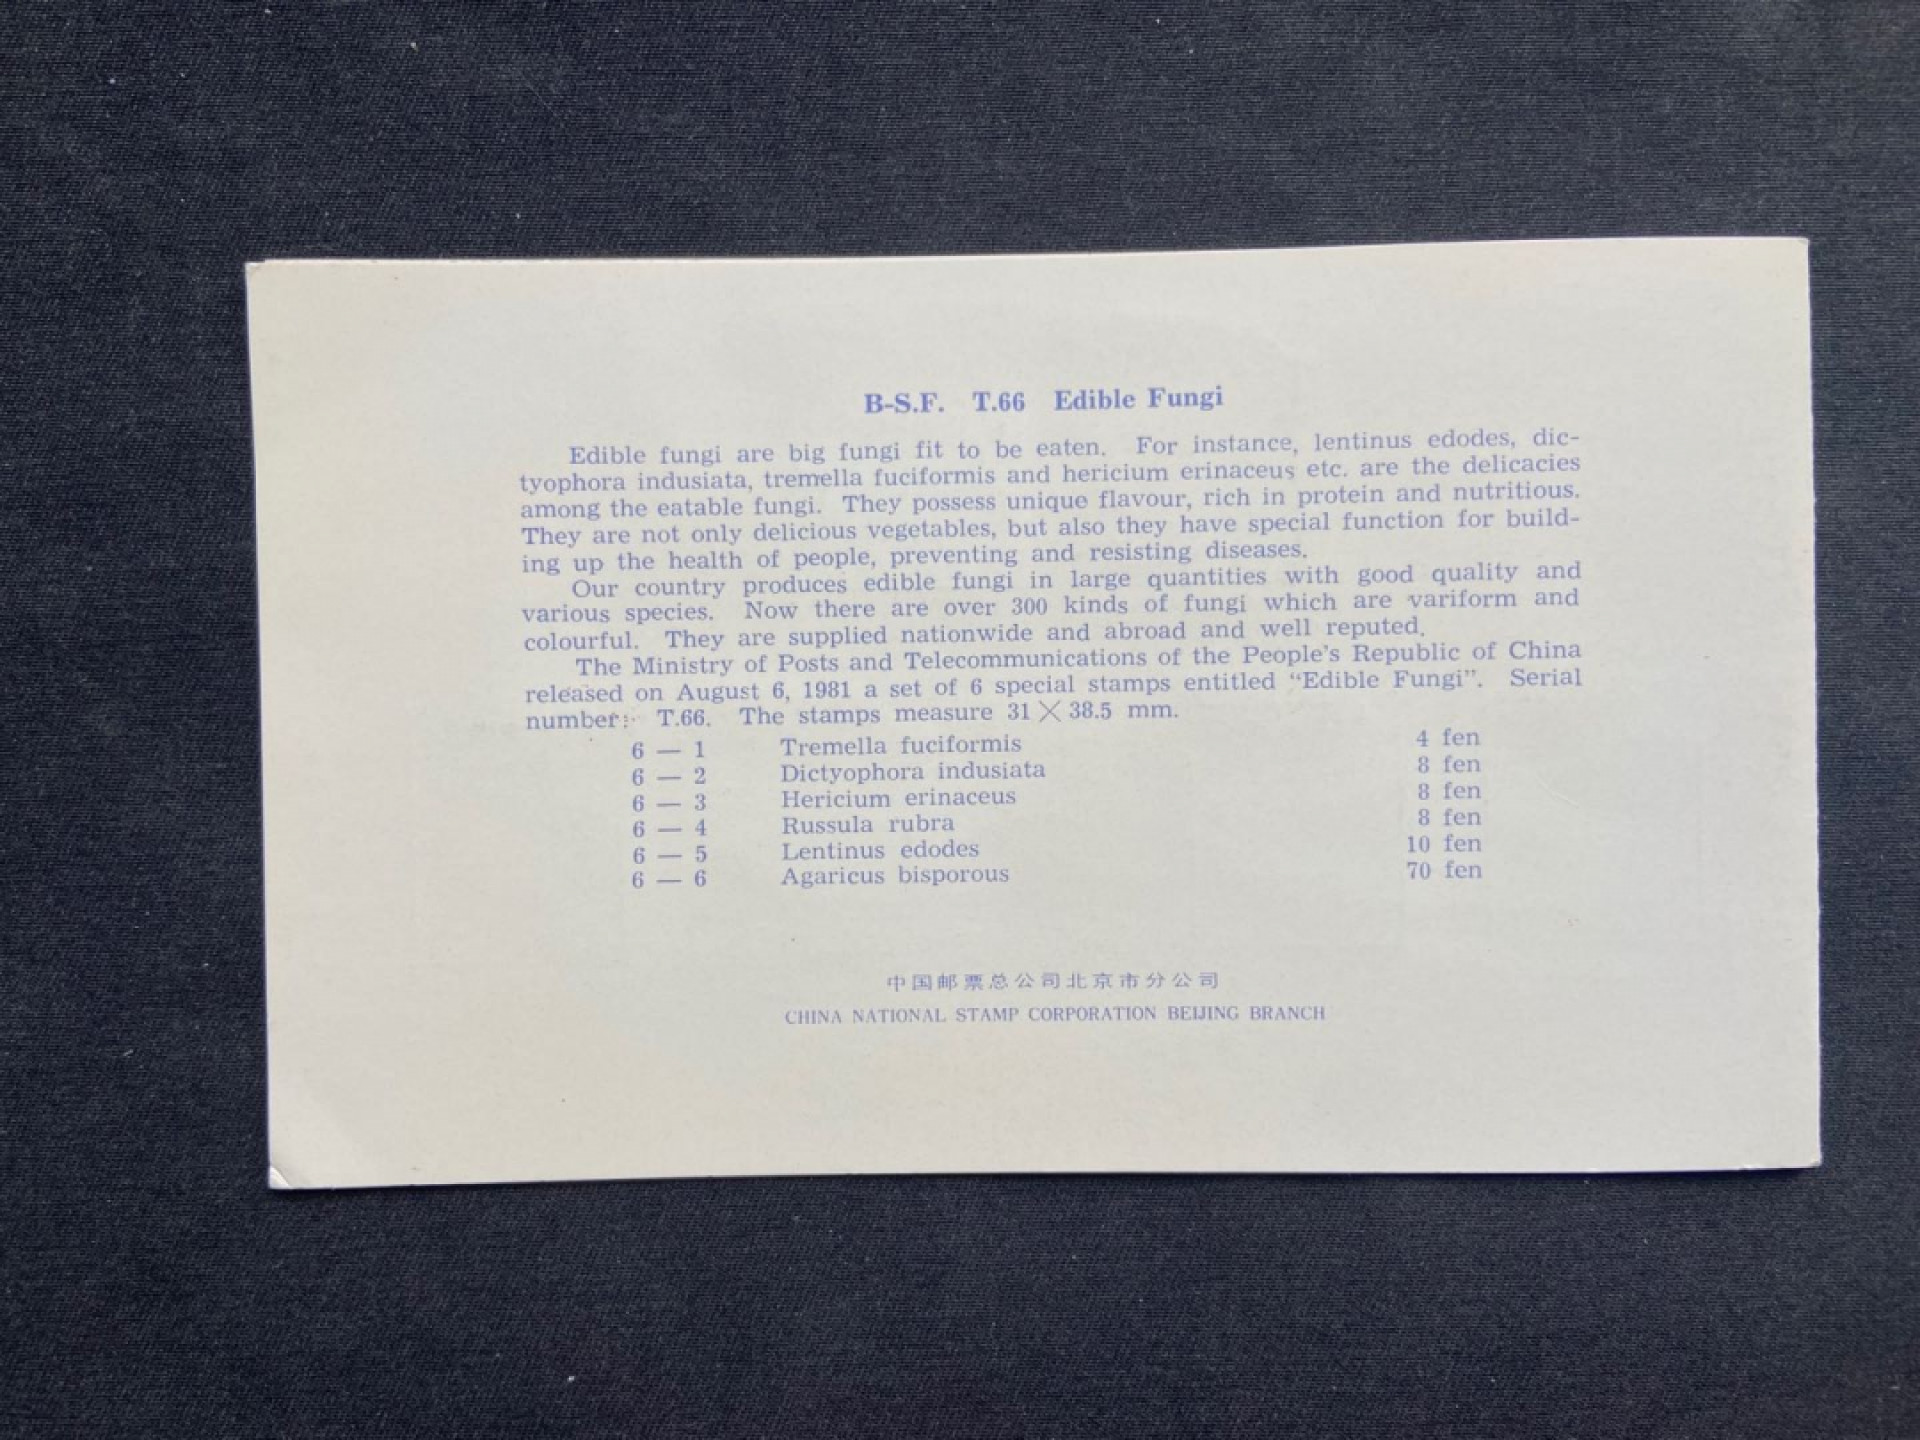 B-S.F. T.66 Edible Fungi
Edible fungi are big fungi fit to be eaten. For instance, lentinus edodes, dic-
tyophora indusiata, tremella fuciformis and hericium erinaceus etc. are the delicacies
among the eatable fungi. They possess unique flavour, rich in protein and nutritious.
They are not only delicious vegetables, but also they have special function for build-
ing up the health of people, preventing and resisting diseases.
Our country produces edible fungi in large quantities with good quality and
various species. Now there are over 300 kinds of fungi which are variform and
colourful. They are supplied nationwide and abroad and well reputed.
The Ministry of Posts and Telecommunications of the People's Republic of China
released on August 6, 1981 a set of 6 special stamps entitled "Edible Fungi". Serial
number: T.66. The stamps measure 31 × 38.5 mm.
6 — 1 Tremella fuciformis 4 fen
6 — 2 Dictyophora indusiata 8 fen
6 — 3 Hericium erinaceus 8 fen
6 — 4 Russula rubra 8 fen
6 — 5 Lentinus edodes 10 fen
6 — 6 Agaricus bisporous 70 fen
中国邮票总公司北京市分公司
CHINA NATIONAL STAMP CORPORATION BEIJING BRANCH